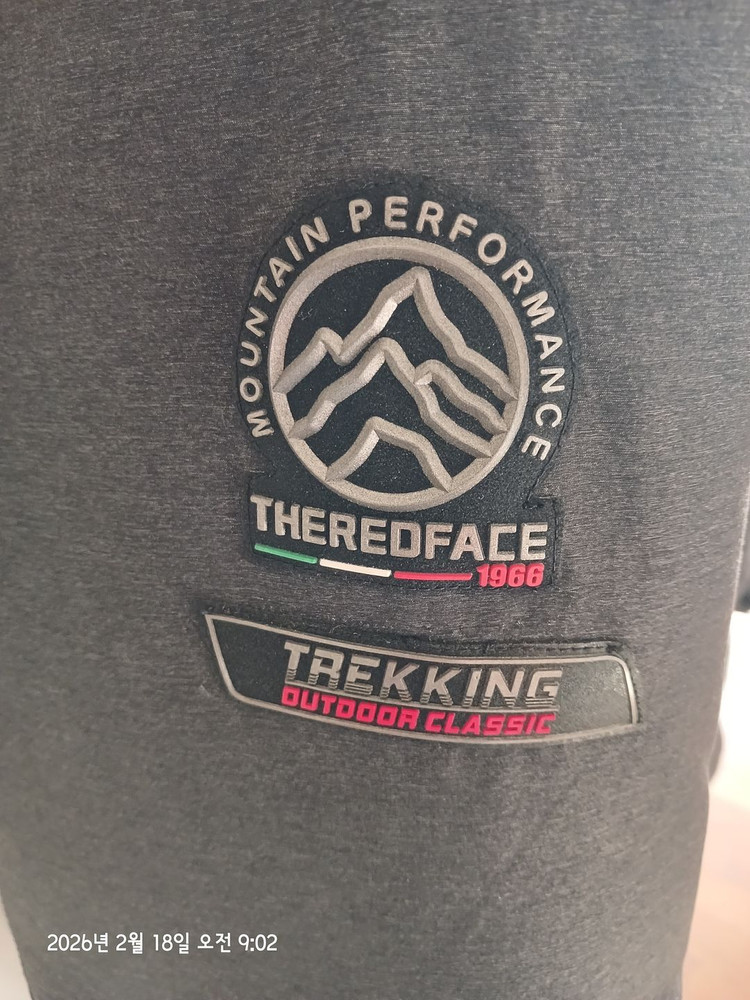 MOUNTAIN PERFORMANCE
THEREDFACE
1966
TREKKING
OUTDOOR CLASSIC
2026년 2월 18일 오전 9:02